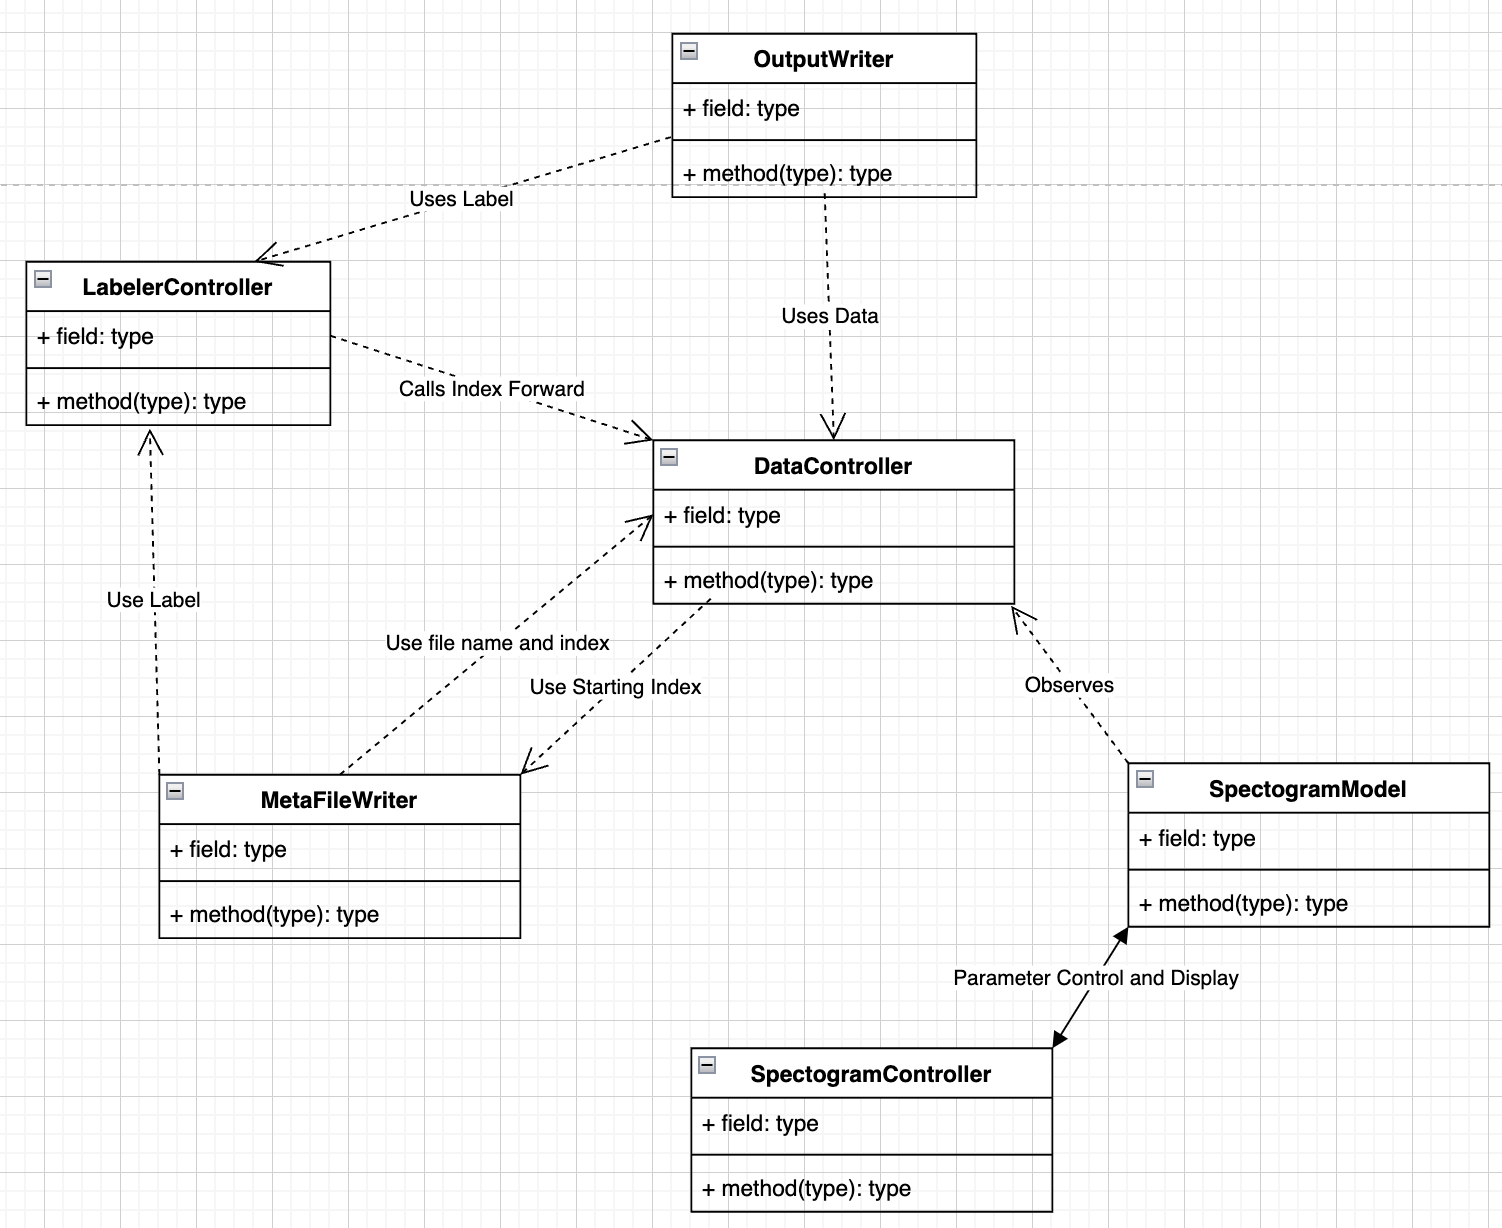 OutputWriter
+ field: type
+ method(type): type
Uses Label
LabelerController
+ field: type
+ method(type): type
Uses Data
Calls Index Forward
DataController
+ field: type
+ method(type): type
Use Label
Use file name and index
Use Starting Index
Observes
MetaFileWriter
+ field: type
+ method(type): type
SpectogramModel
+ field: type
+ method(type): type
Parameter Control and Display
SpectogramController
+ field: type
+ method(type): type